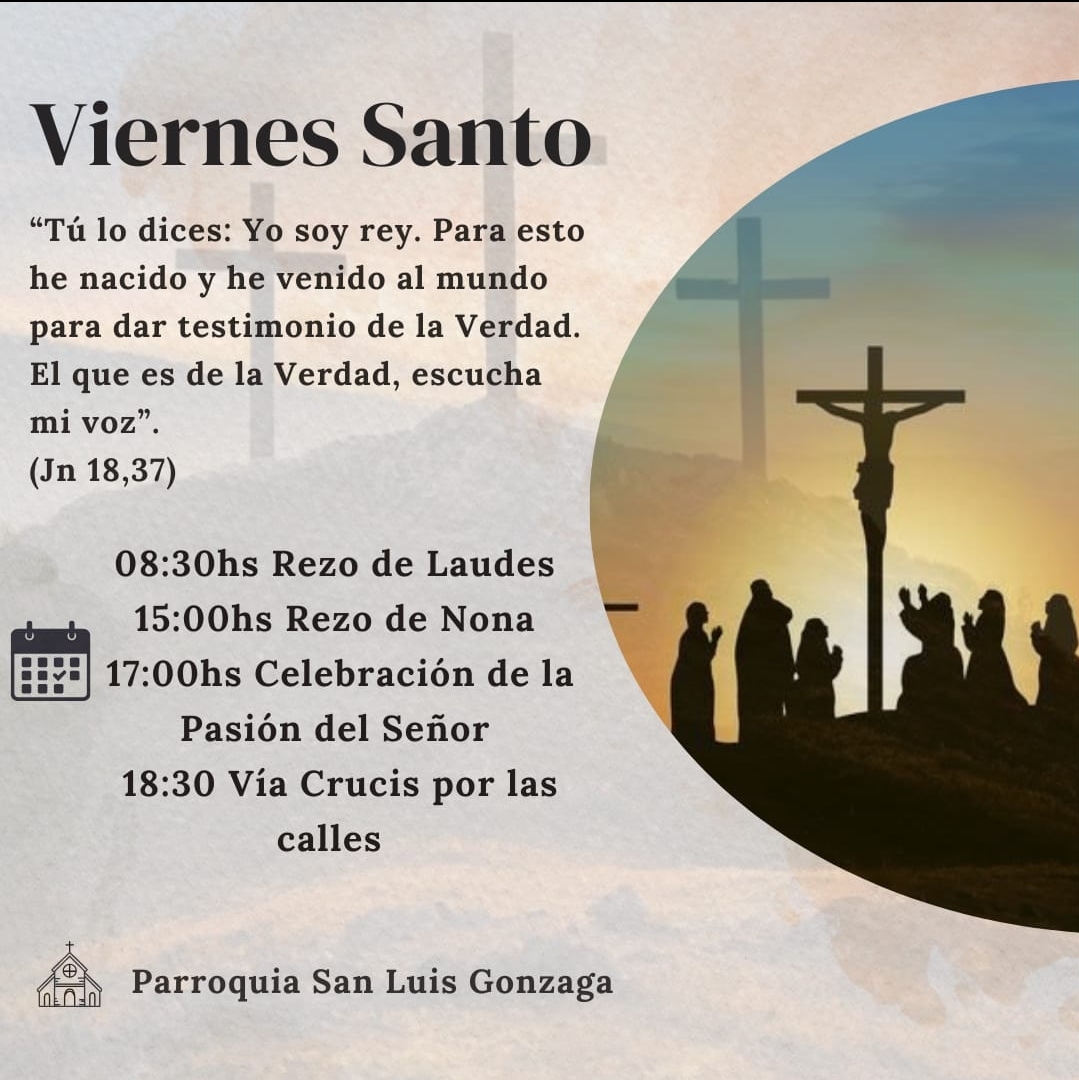 Viernes Santo
“Tú lo dices: Yo soy rey. Para esto
he nacido y he venido al mundo
para dar testimonio de la Verdad.
El que es de la Verdad, escucha
mi voz”.
(Jn 18,37)
08:30hs Rezo de Laudes
15:00hs Rezo de Nona
17:00hs Celebración de la
Pasión del Señor
18:30 Vía Crucis por las
calles
Parroquia San Luis Gonzaga